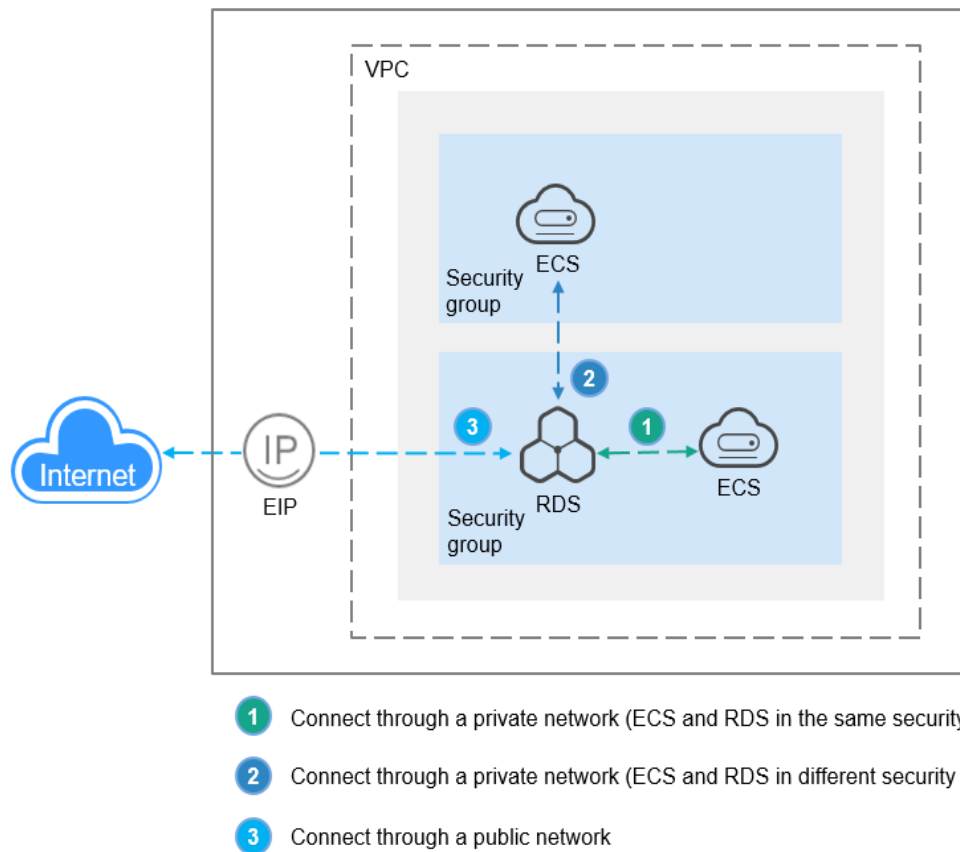 VPC
ECS
Security
group
2
3
1
Internet
IP
EIP
RDS
ECS
Security
group
1 Connect through a private network (ECS and RDS in the same security
2 Connect through a private network (ECS and RDS in different security
3 Connect through a public network